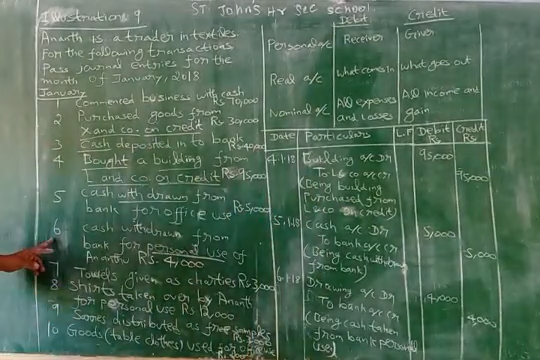 ST. John's Hr Sec School
Illustration 9
Ananth is a trader in textiles.
For the following transactions
Pass journal entries for the
month of January, 2018
January
1 Commenced business with cash
Rs 70,000
2 Purchased goods from
X and co. on credit Rs 30,000
3 Cash deposited in to bank
Rs 40,000
4 Bought a building from
L and co. on credit Rs 95,000
5 Cash with drawn from
bank for office use Rs 5,000
6 Cash withdrawn from
bank for personal use of
Ananth Rs. 4,000
7 Towels given as charities Rs 3,000
8 Shirts taken over by Ananth
for personal use Rs 12,000
9 Sarees distributed as free samples
10 Goods (table clothes) used for office
Debit Credit
Personal a/c Receiver Giver
Real a/c What comes in What goes out
Nominal a/c All expenses and Losses All income and gain
Date Particulars L.F Debit Rs Credit Rs
4.1.18 Building a/c Dr 95,000
To L & co a/c Cr 95,000
(Being building
Purchased from
L & co on credit)
5.1.18 Cash a/c Dr 5,000
To bank a/c Cr 5,000
(Being cash withdrawn
from bank)
6.1.18 Drawing a/c Dr 4,000
To bank a/c Cr 4,000
(Being cash taken
from bank personal
use)